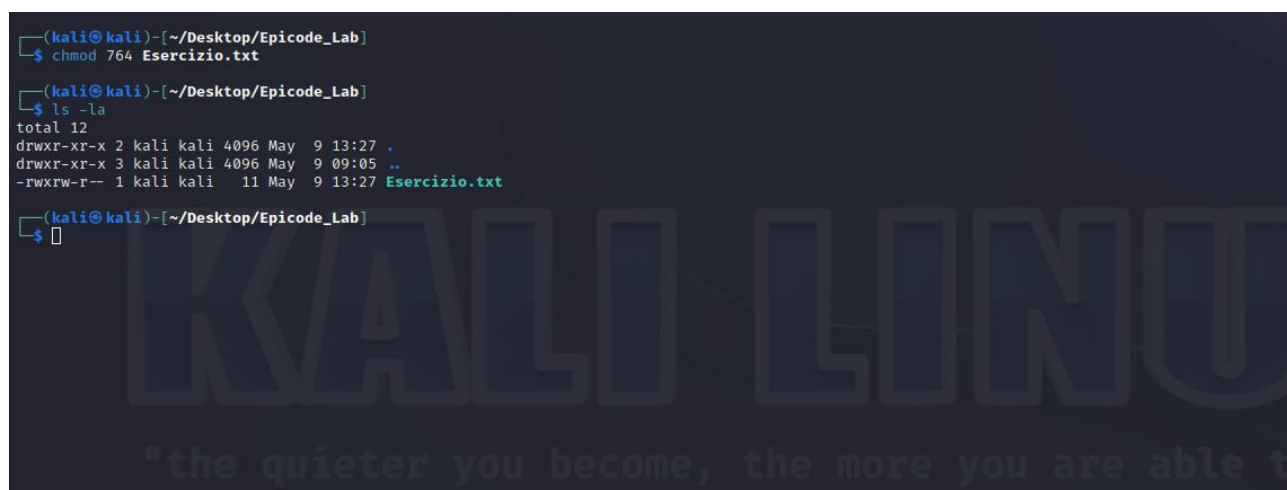 ┌──(kali㉿kali)-[~/Desktop/Epicode_Lab]
└─$ chmod 764 Esercizio.txt
┌──(kali㉿kali)-[~/Desktop/Epicode_Lab]
└─$ ls -la
total 12
drwxr-xr-x 2 kali kali 4096 May  9 13:27 .
drwxr-xr-x 3 kali kali 4096 May  9 09:05 ..
-rwxrw-r-- 1 kali kali   11 May  9 13:27 Esercizio.txt
┌──(kali㉿kali)-[~/Desktop/Epicode_Lab]
└─$
KALI LINU
"the quieter you become, the more you are able t